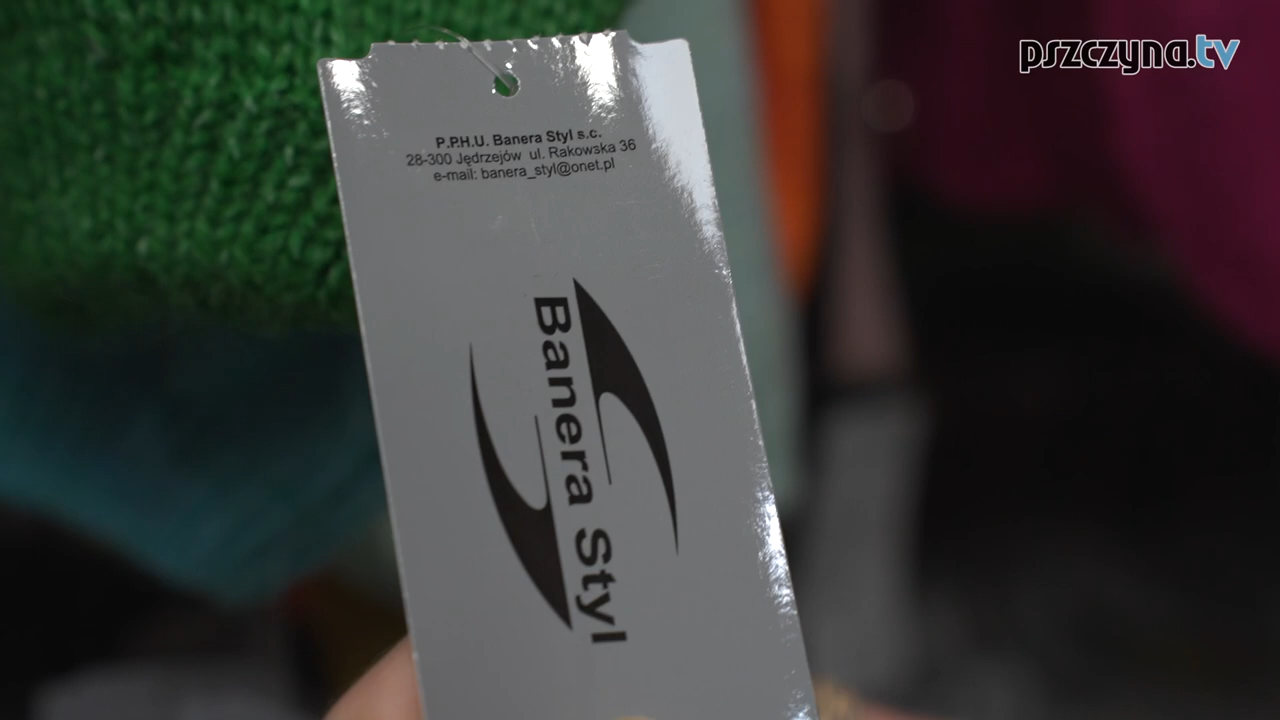 pszczyna.tv
P.P.H.U. Banera Styl s.c.
28-300 Jędrzejów ul. Rakowska 36
e-mail: banera_styl@onet.pl
Banera Styl